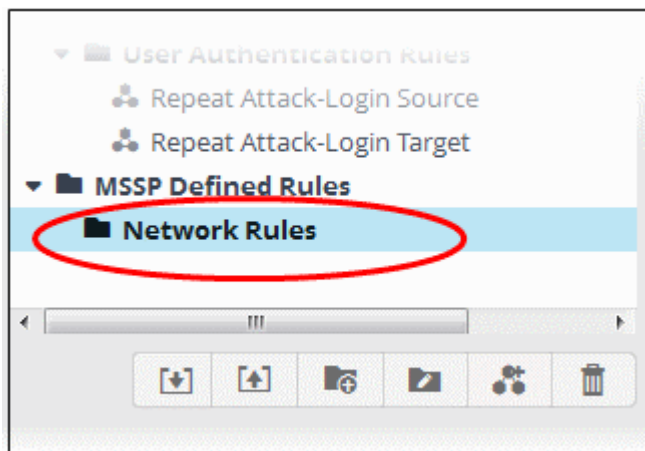 User Authentication Rules
Repeat Attack-Login Source
Repeat Attack-Login Target
MSSP Defined Rules
Network Rules